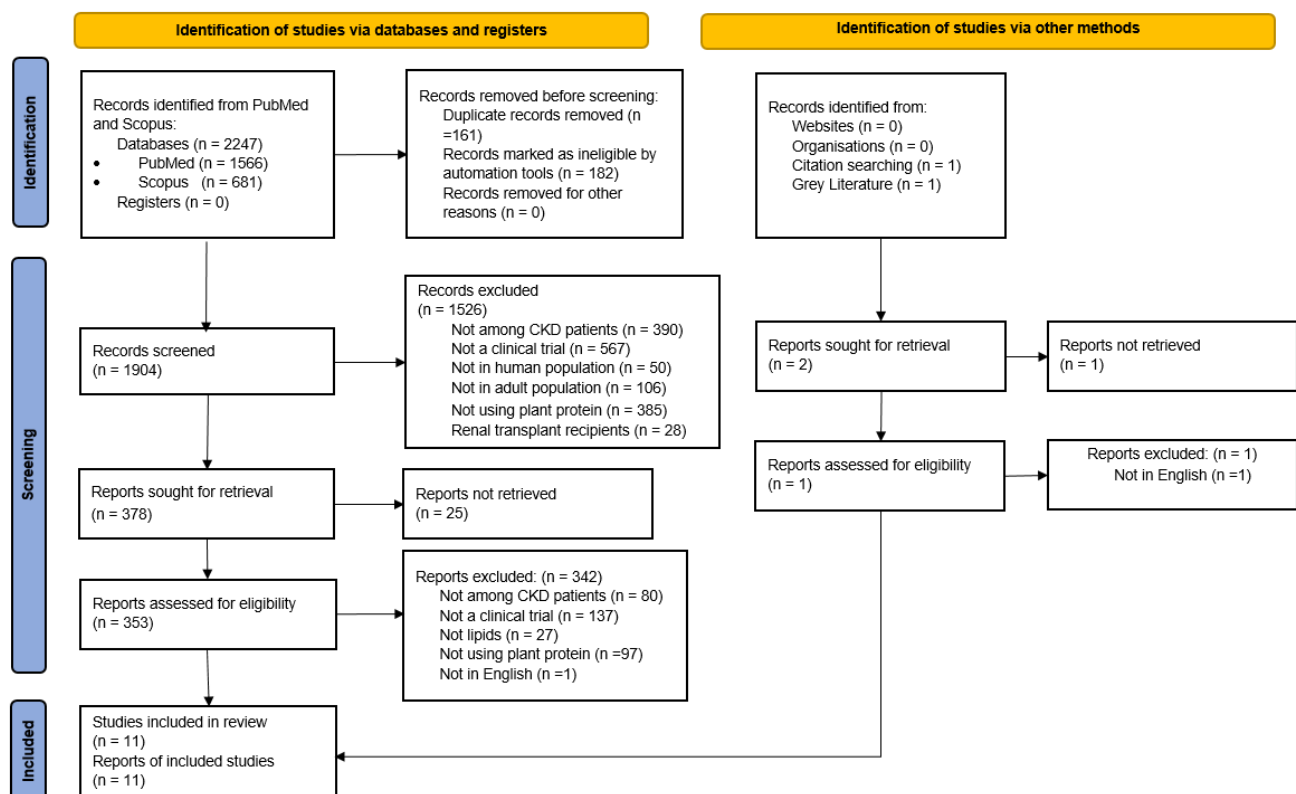 Identification of studies via databases and registers
Identification of studies via other methods
Identification
Records identified from PubMed
and Scopus:
Databases (n = 2247)
• PubMed = 1566)
• Scopus = 681)
Registers (n = 0)
Records removed before screening:
Duplicate records removed (n
=161)
Records marked as ineligible by
automation tools (n = 182)
Records removed for other
reasons (n = 0)
Records identified from:
Websites (n = 0)
Organisations (n = 0)
Citation searching (n = 1)
Grey Literature (n = 1)
Screening
Records screened
(n = 1904)
Records excluded
(n = 1526)
Not among CKD patients (n = 390)
Not a clinical trial (n = 567)
Not in human population (n = 50)
Not in adult population (n = 106)
Not using plant protein (n = 385)
Renal transplant recipients (n = 28)
Reports sought for retrieval
(n = 2)
Reports not retrieved
(n = 1)
Reports sought for retrieval
(n = 378)
Reports not retrieved
(n = 25)
Reports assessed for eligibility
(n = 1)
Reports excluded: (n = 1)
Not in English (n =1)
Reports assessed for eligibility
(n = 353)
Reports excluded: (n = 342)
Not among CKD patients (n = 80)
Not a clinical trial (n = 137)
Not lipids (n = 27)
Not using plant protein (n =97)
Not in English (n =1)
Included
Studies included in review
(n = 11)
Reports of included studies
(n = 11)